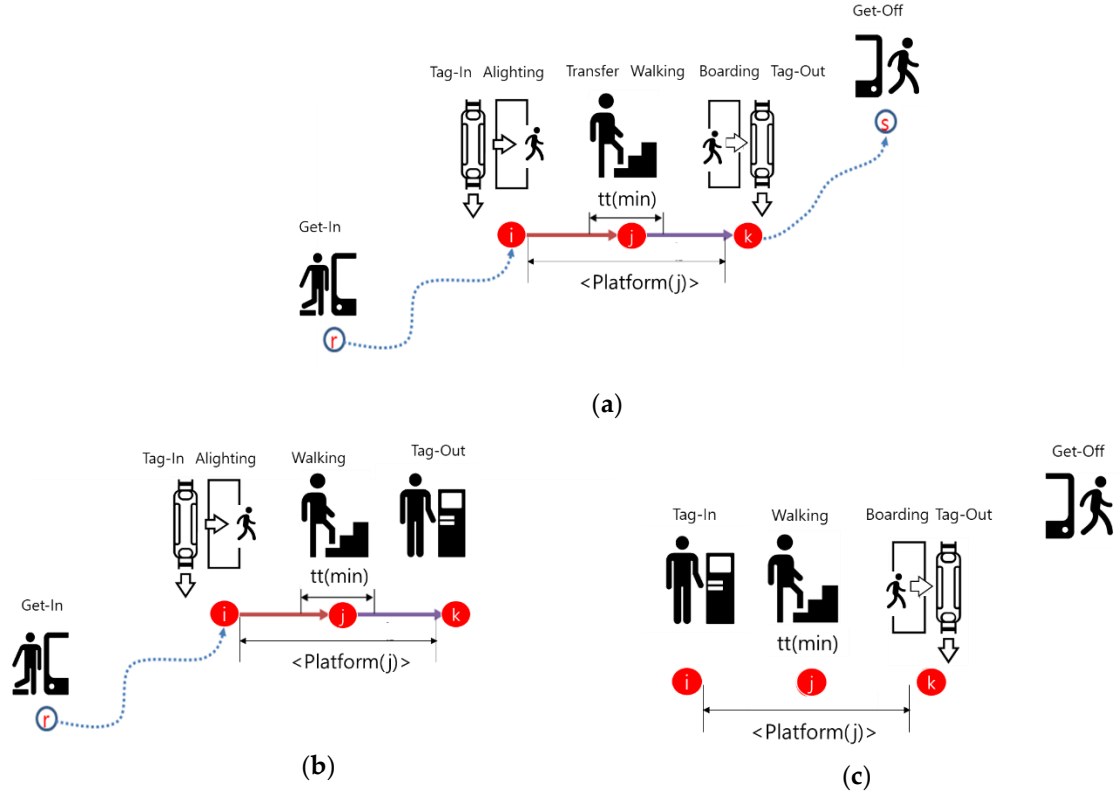 Get-Off
Tag-In Alighting Transfer Walking Boarding Tag-Out
s
tt(min)
Get-In
i j k
<Platform(j)>
r
(a)
Tag-In Alighting Walking Tag-Out
tt(min)
Get-In
i j k
<Platform(j)>
r
(b)
Get-Off
Tag-In Walking Boarding Tag-Out
tt(min)
i j k
<Platform(j)>
(c)